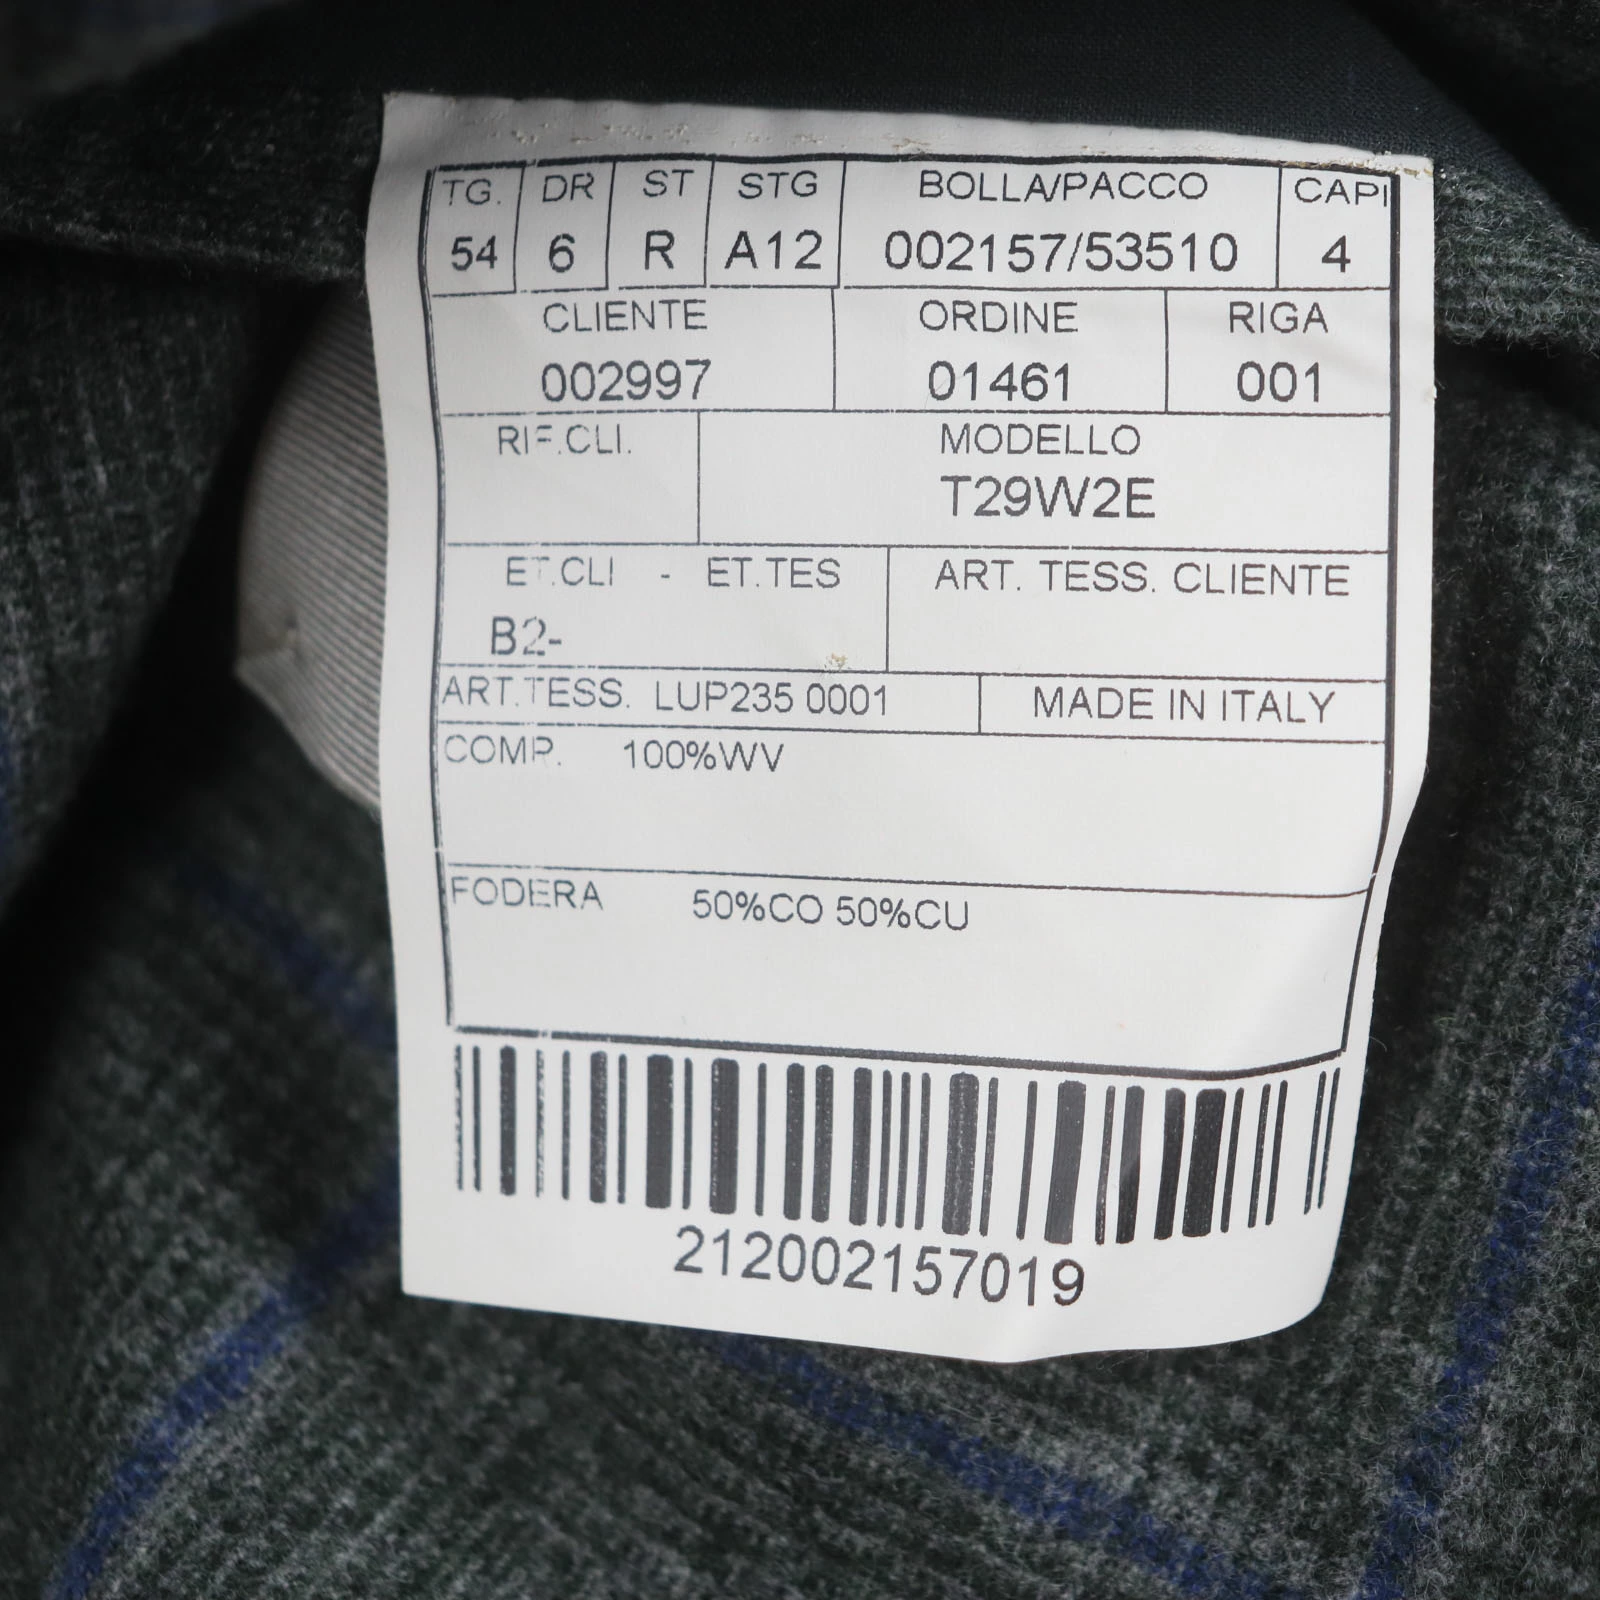 TG. DR ST STG BOLLA/PACCO CAPI
54 6 R A12 002157/53510 4
CLIENTE ORDINE RIGA
002997 01461 001
RIF.CLI. MODELLO
T29W2E
ET.CLI - ET.TES ART. TESS. CLIENTE
B2-
ART.TESS. LUP235 0001 MADE IN ITALY
COMP. 100%WV
FODERA 50%CO 50%CU
212002157019